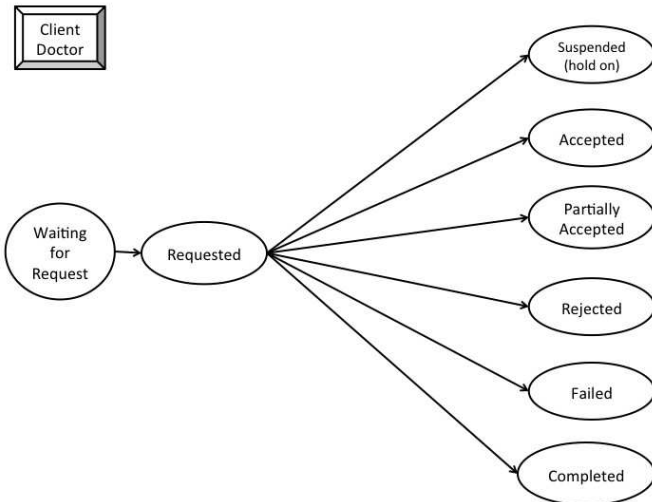 Client
Doctor
Suspended
(hold on)
Accepted
Partially
Accepted
Waiting
for
Request
Requested
Rejected
Failed
Completed